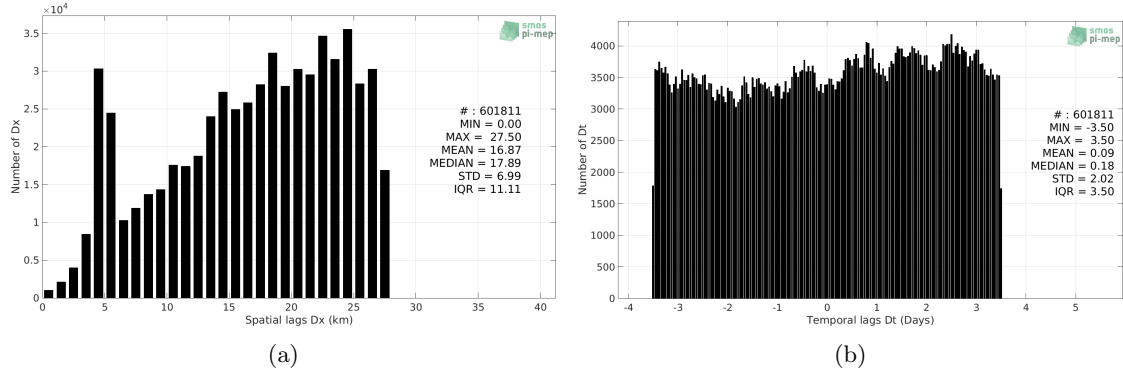 ×10⁴
3.5
3
2.5
2
1.5
1
0.5
0
Number of Dx
0 5 10 15 20 25 30 35 40
Spatial lags Dx (km)
smos
pi-mep
# : 601811
MIN = 0.00
MAX = 27.50
MEAN = 16.87
MEDIAN = 17.89
STD = 6.99
IQR = 11.11
(a)
4000
3500
3000
2500
2000
1500
1000
500
0
Number of Dt
-4 -3 -2 -1 0 1 2 3 4 5
Temporal lags Dt (Days)
smos
pi-mep
# : 601811
MIN = -3.50
MAX = 3.50
MEAN = 0.09
MEDIAN = 0.18
STD = 2.02
IQR = 3.50
(b)